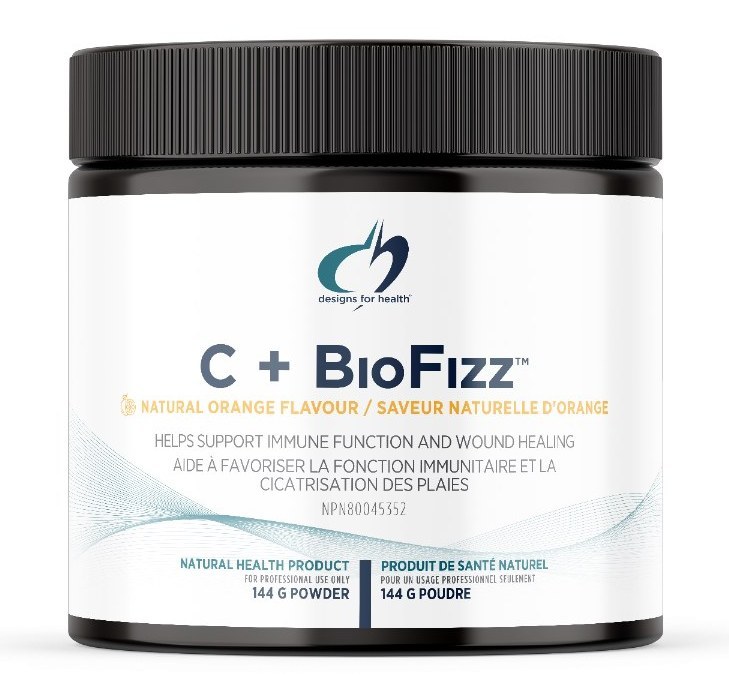 designs for health™
C + BioFizz™
NATURAL ORANGE FLAVOUR / SAVEUR NATURELLE D'ORANGE
HELPS SUPPORT IMMUNE FUNCTION AND WOUND HEALING
AIDE À FAVORISER LA FONCTION IMMUNITAIRE ET LA
CICATRISATION DES PLAIES
NPN80045352
NATURAL HEALTH PRODUCT
FOR PROFESSIONAL USE ONLY
144 G POWDER
PRODUIT DE SANTÉ NATUREL
POUR UN USAGE PROFESSIONNEL SEULEMENT
144 G POUDRE